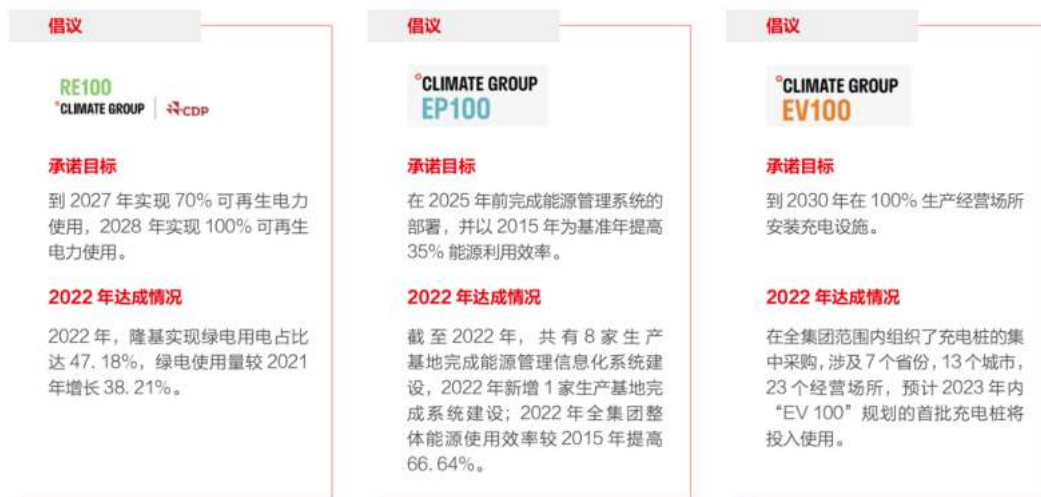 倡议
RE100
°CLIMATE GROUP
CDP
承诺目标
到 2027 年实现 70% 可再生电力
使用，2028 年实现 100% 可再生
电力使用。
2022 年达成情况
2022 年，隆基实现绿电用电占比
达 47. 18%，绿电使用量较 2021
年增长 38. 21%。
倡议
°CLIMATE GROUP
EP100
承诺目标
在 2025 年前完成能源管理系统的
部署，并以 2015 年为基准年提高
35% 能源利用效率。
2022 年达成情况
截至 2022 年，共有 8 家生产
基地完成能源管理信息化系统建
设，2022 年新增 1 家生产基地完
成系统建设；2022 年全集团整
体能源使用效率较 2015 年提高
66. 64%。
倡议
°CLIMATE GROUP
EV100
承诺目标
到 2030 年在 100% 生产经营场所
安装充电设施。
2022 年达成情况
在全集团范围内组织了充电桩的集
中采购，涉及 7 个省份，13 个城市，
23 个经营场所，预计 2023 年内
“EV 100”规划的首批充电桩将
投入使用。